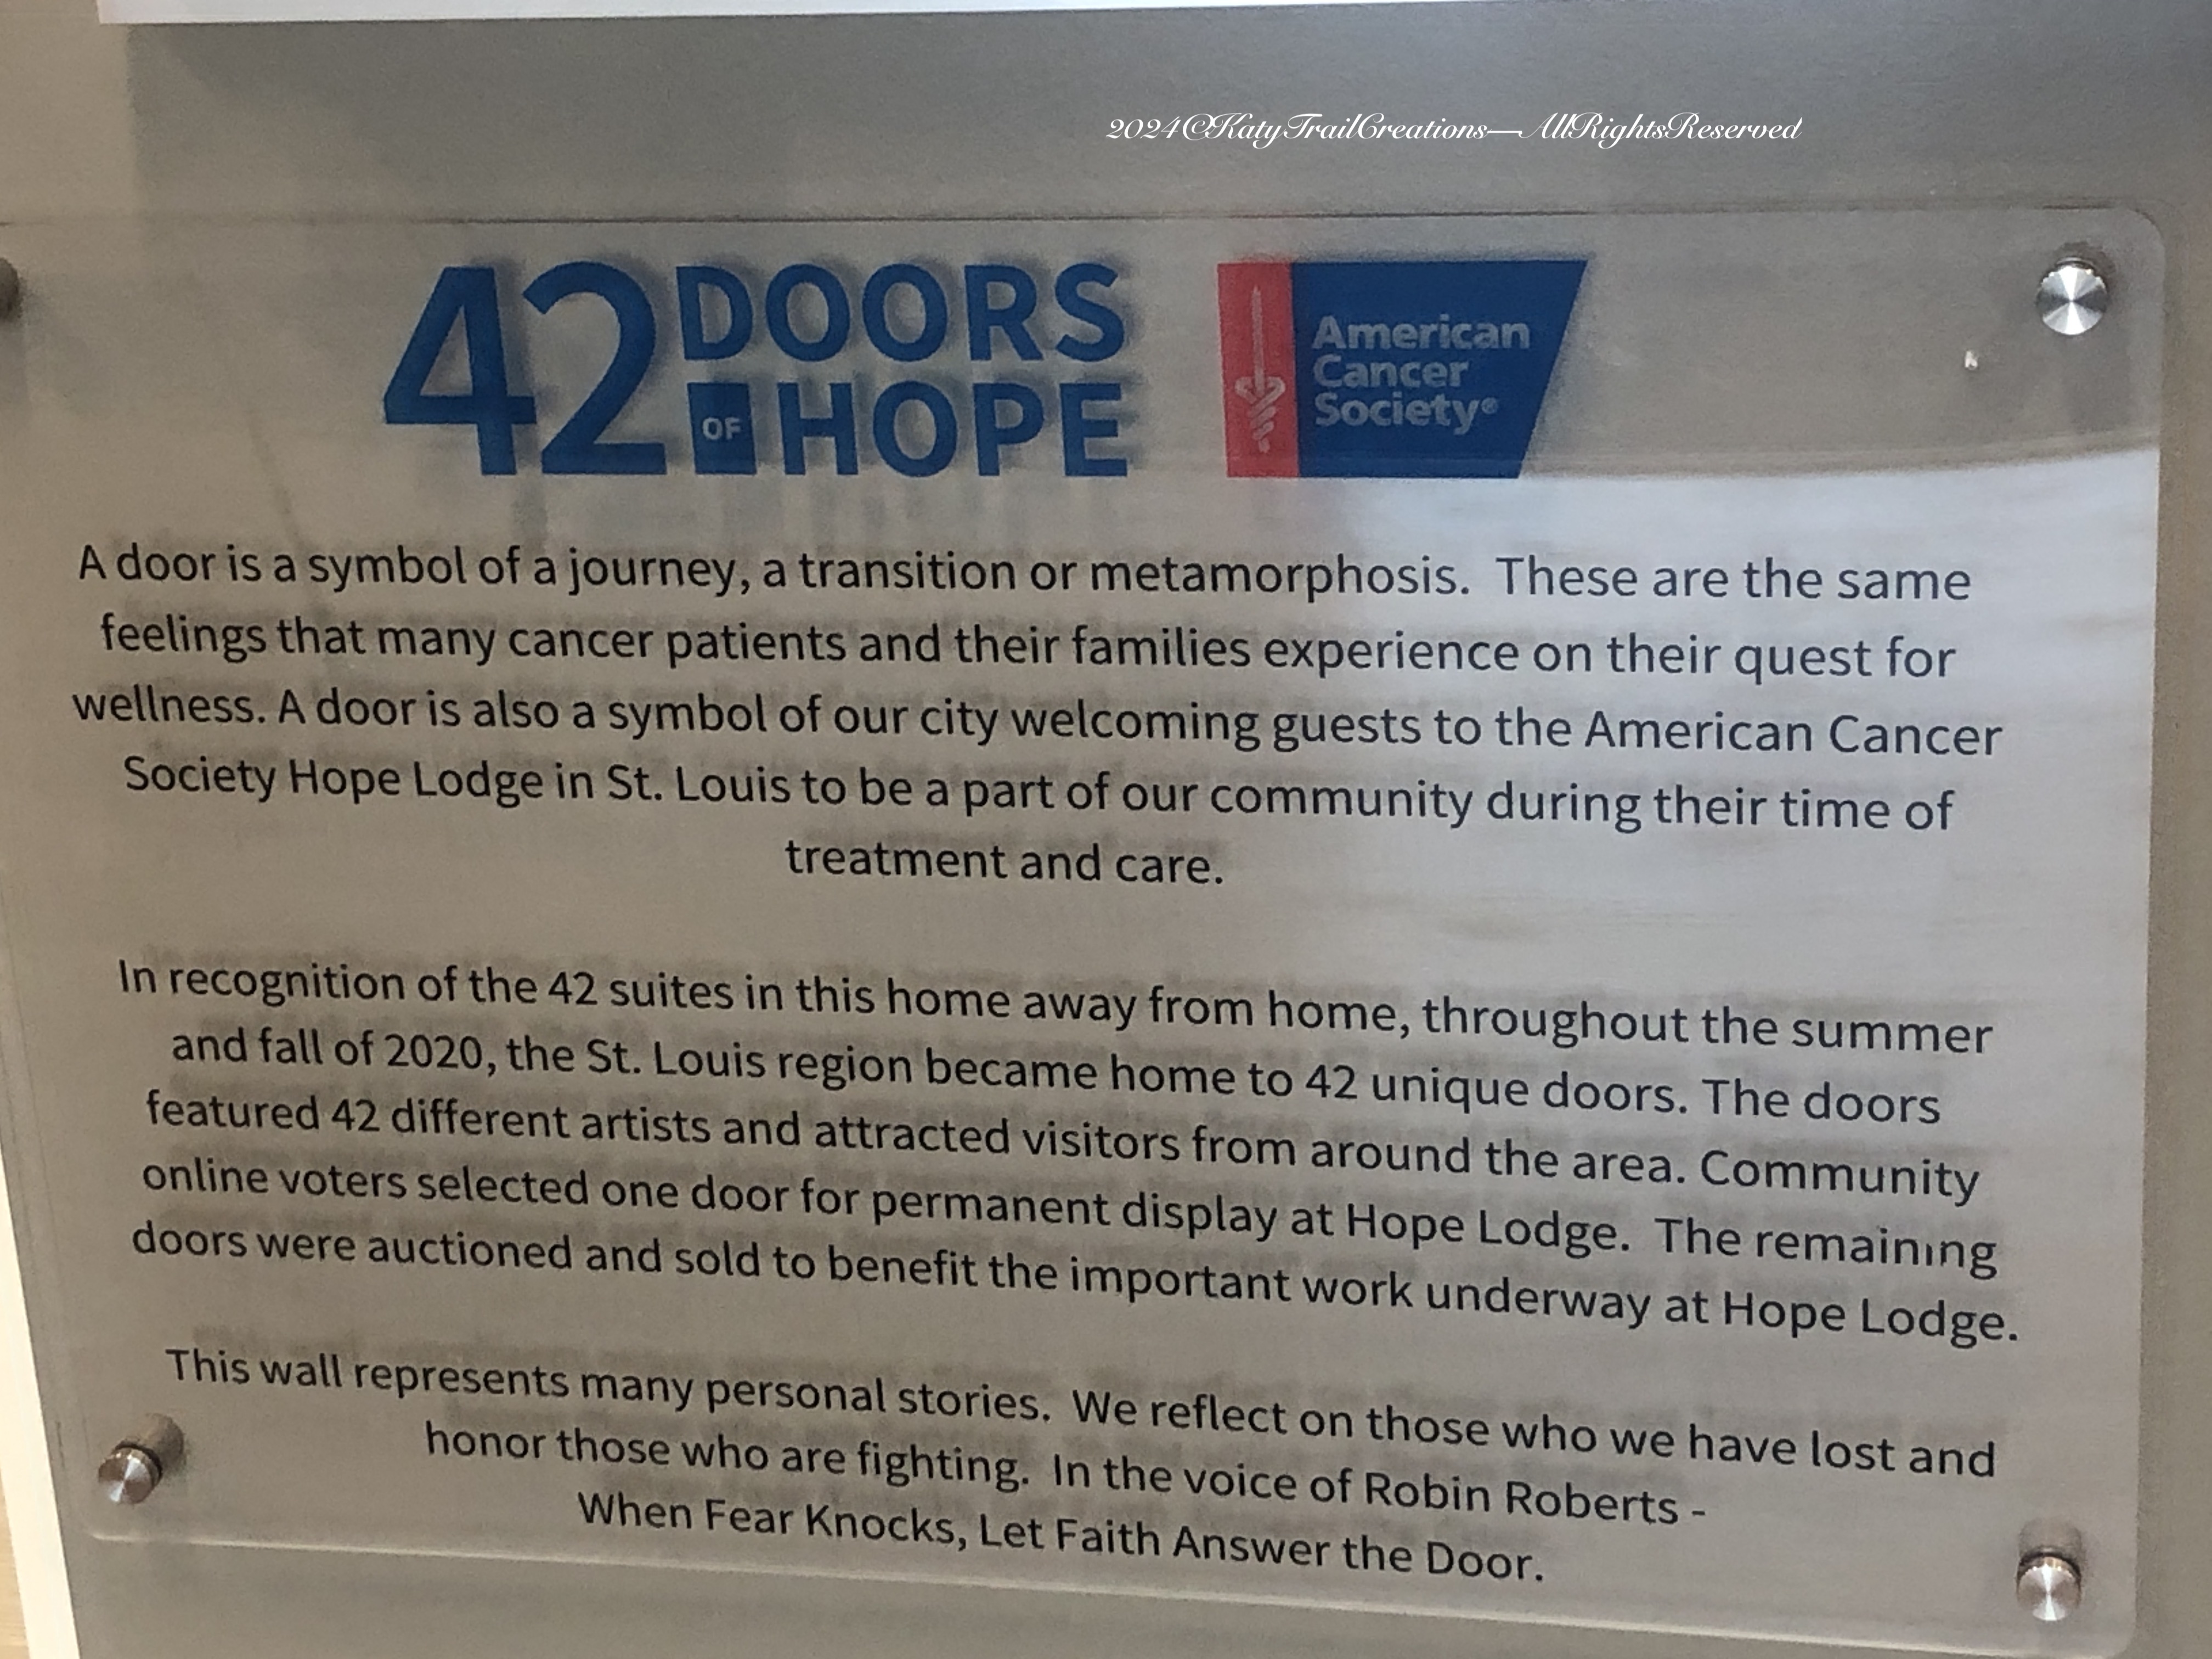 2024©KatyTrailCreations—AllRightsReserved
42 DOORS
OF HOPE
American
Cancer
Society®
A door is a symbol of a journey, a transition or metamorphosis. These are the same
feelings that many cancer patients and their families experience on their quest for
wellness. A door is also a symbol of our city welcoming guests to the American Cancer
Society Hope Lodge in St. Louis to be a part of our community during their time of
treatment and care.
In recognition of the 42 suites in this home away from home, throughout the summer
and fall of 2020, the St. Louis region became home to 42 unique doors. The doors
featured 42 different artists and attracted visitors from around the area. Community
online voters selected one door for permanent display at Hope Lodge. The remaining
doors were auctioned and sold to benefit the important work underway at Hope Lodge.
This wall represents many personal stories. We reflect on those who we have lost and
honor those who are fighting. In the voice of Robin Roberts -
When Fear Knocks, Let Faith Answer the Door.